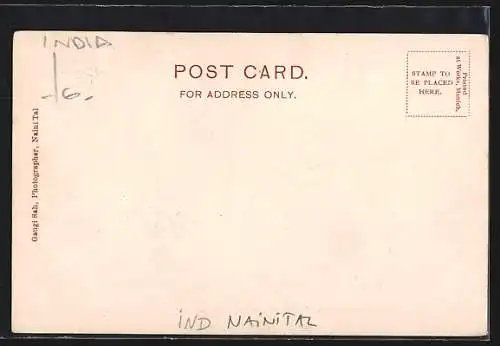 INDIA
6.
POST CARD.
FOR ADDRESS ONLY.
STAMP TO
BE PLACED
HERE.
Printed
at Works, Munich.
Gangi Sah, Photographer, Naini Tal
IND NAINITAL